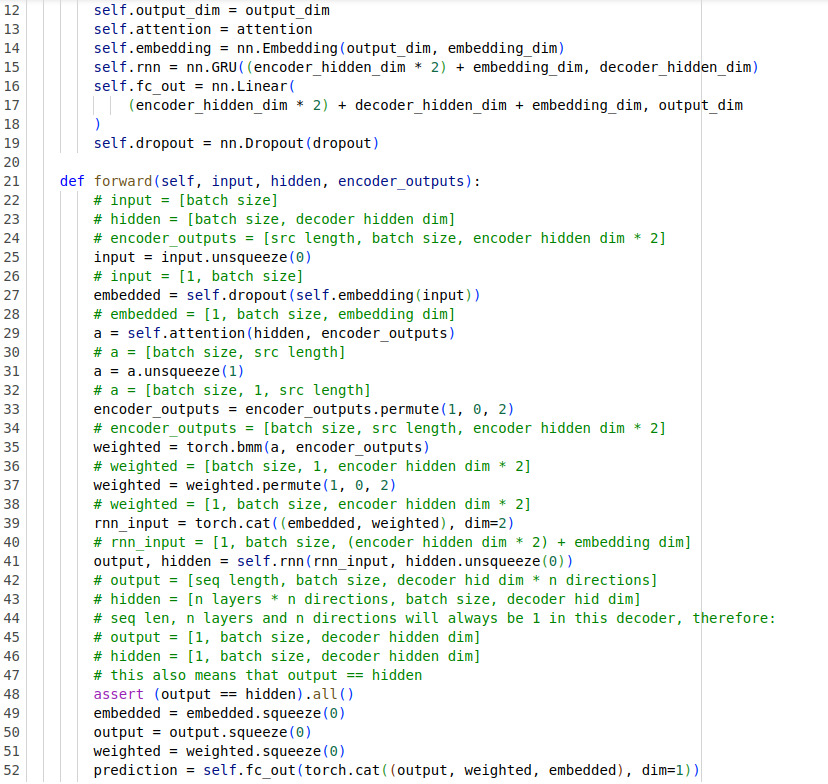 12 self.output_dim = output_dim
13 self.attention = attention
14 self.embedding = nn.Embedding(output_dim, embedding_dim)
15 self.rnn = nn.GRU((encoder_hidden_dim * 2) + embedding_dim, decoder_hidden_dim)
16 self.fc_out = nn.Linear(
17 (encoder_hidden_dim * 2) + decoder_hidden_dim + embedding_dim, output_dim
18 )
19 self.dropout = nn.Dropout(dropout)
20
21 def forward(self, input, hidden, encoder_outputs):
22 # input = [batch size]
23 # hidden = [batch size, decoder hidden dim]
24 # encoder_outputs = [src length, batch size, encoder hidden dim * 2]
25 input = input.unsqueeze(0)
26 # input = [1, batch size]
27 embedded = self.dropout(self.embedding(input))
28 # embedded = [1, batch size, embedding dim]
29 a = self.attention(hidden, encoder_outputs)
30 # a = [batch size, src length]
31 a = a.unsqueeze(1)
32 # a = [batch size, 1, src length]
33 encoder_outputs = encoder_outputs.permute(1, 0, 2)
34 # encoder_outputs = [batch size, src length, encoder hidden dim * 2]
35 weighted = torch.bmm(a, encoder_outputs)
36 # weighted = [batch size, 1, encoder hidden dim * 2]
37 weighted = weighted.permute(1, 0, 2)
38 # weighted = [1, batch size, encoder hidden dim * 2]
39 rnn_input = torch.cat((embedded, weighted), dim=2)
40 # rnn_input = [1, batch size, (encoder hidden dim * 2) + embedding dim]
41 output, hidden = self.rnn(rnn_input, hidden.unsqueeze(0))
42 # output = [seq length, batch size, decoder hid dim * n directions]
43 # hidden = [n layers * n directions, batch size, decoder hid dim]
44 # seq len, n layers and n directions will always be 1 in this decoder, therefore:
45 # output = [1, batch size, decoder hidden dim]
46 # hidden = [1, batch size, decoder hidden dim]
47 # this also means that output == hidden
48 assert (output == hidden).all()
49 embedded = embedded.squeeze(0)
50 output = output.squeeze(0)
51 weighted = weighted.squeeze(0)
52 prediction = self.fc_out(torch.cat((output, weighted, embedded), dim=1))